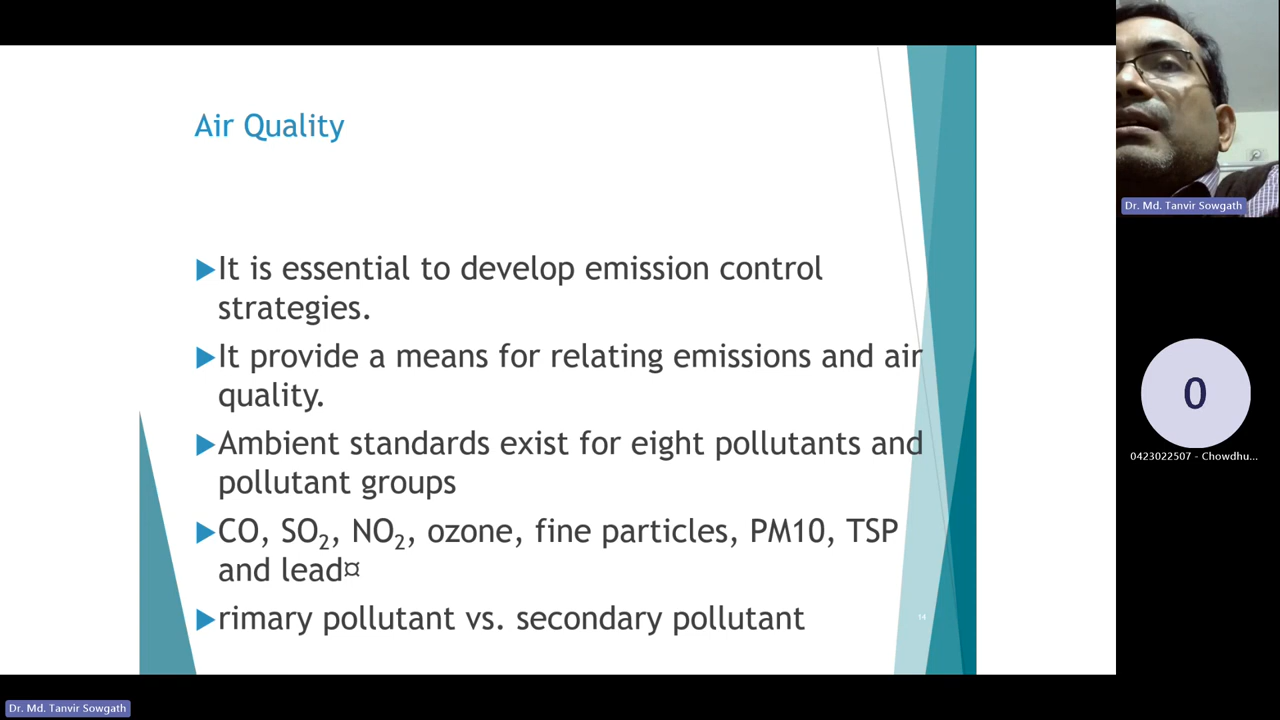 Air Quality
It is essential to develop emission control
strategies.
It provide a means for relating emissions and air
quality.
Ambient standards exist for eight pollutants and
pollutant groups
CO, SO₂, NO₂, ozone, fine particles, PM10, TSP
and lead¤
rimary pollutant vs. secondary pollutant
14
Dr. Md. Tanvir Sowgath
0
0423022507 - Chowdhu...
Dr. Md. Tanvir Sowgath